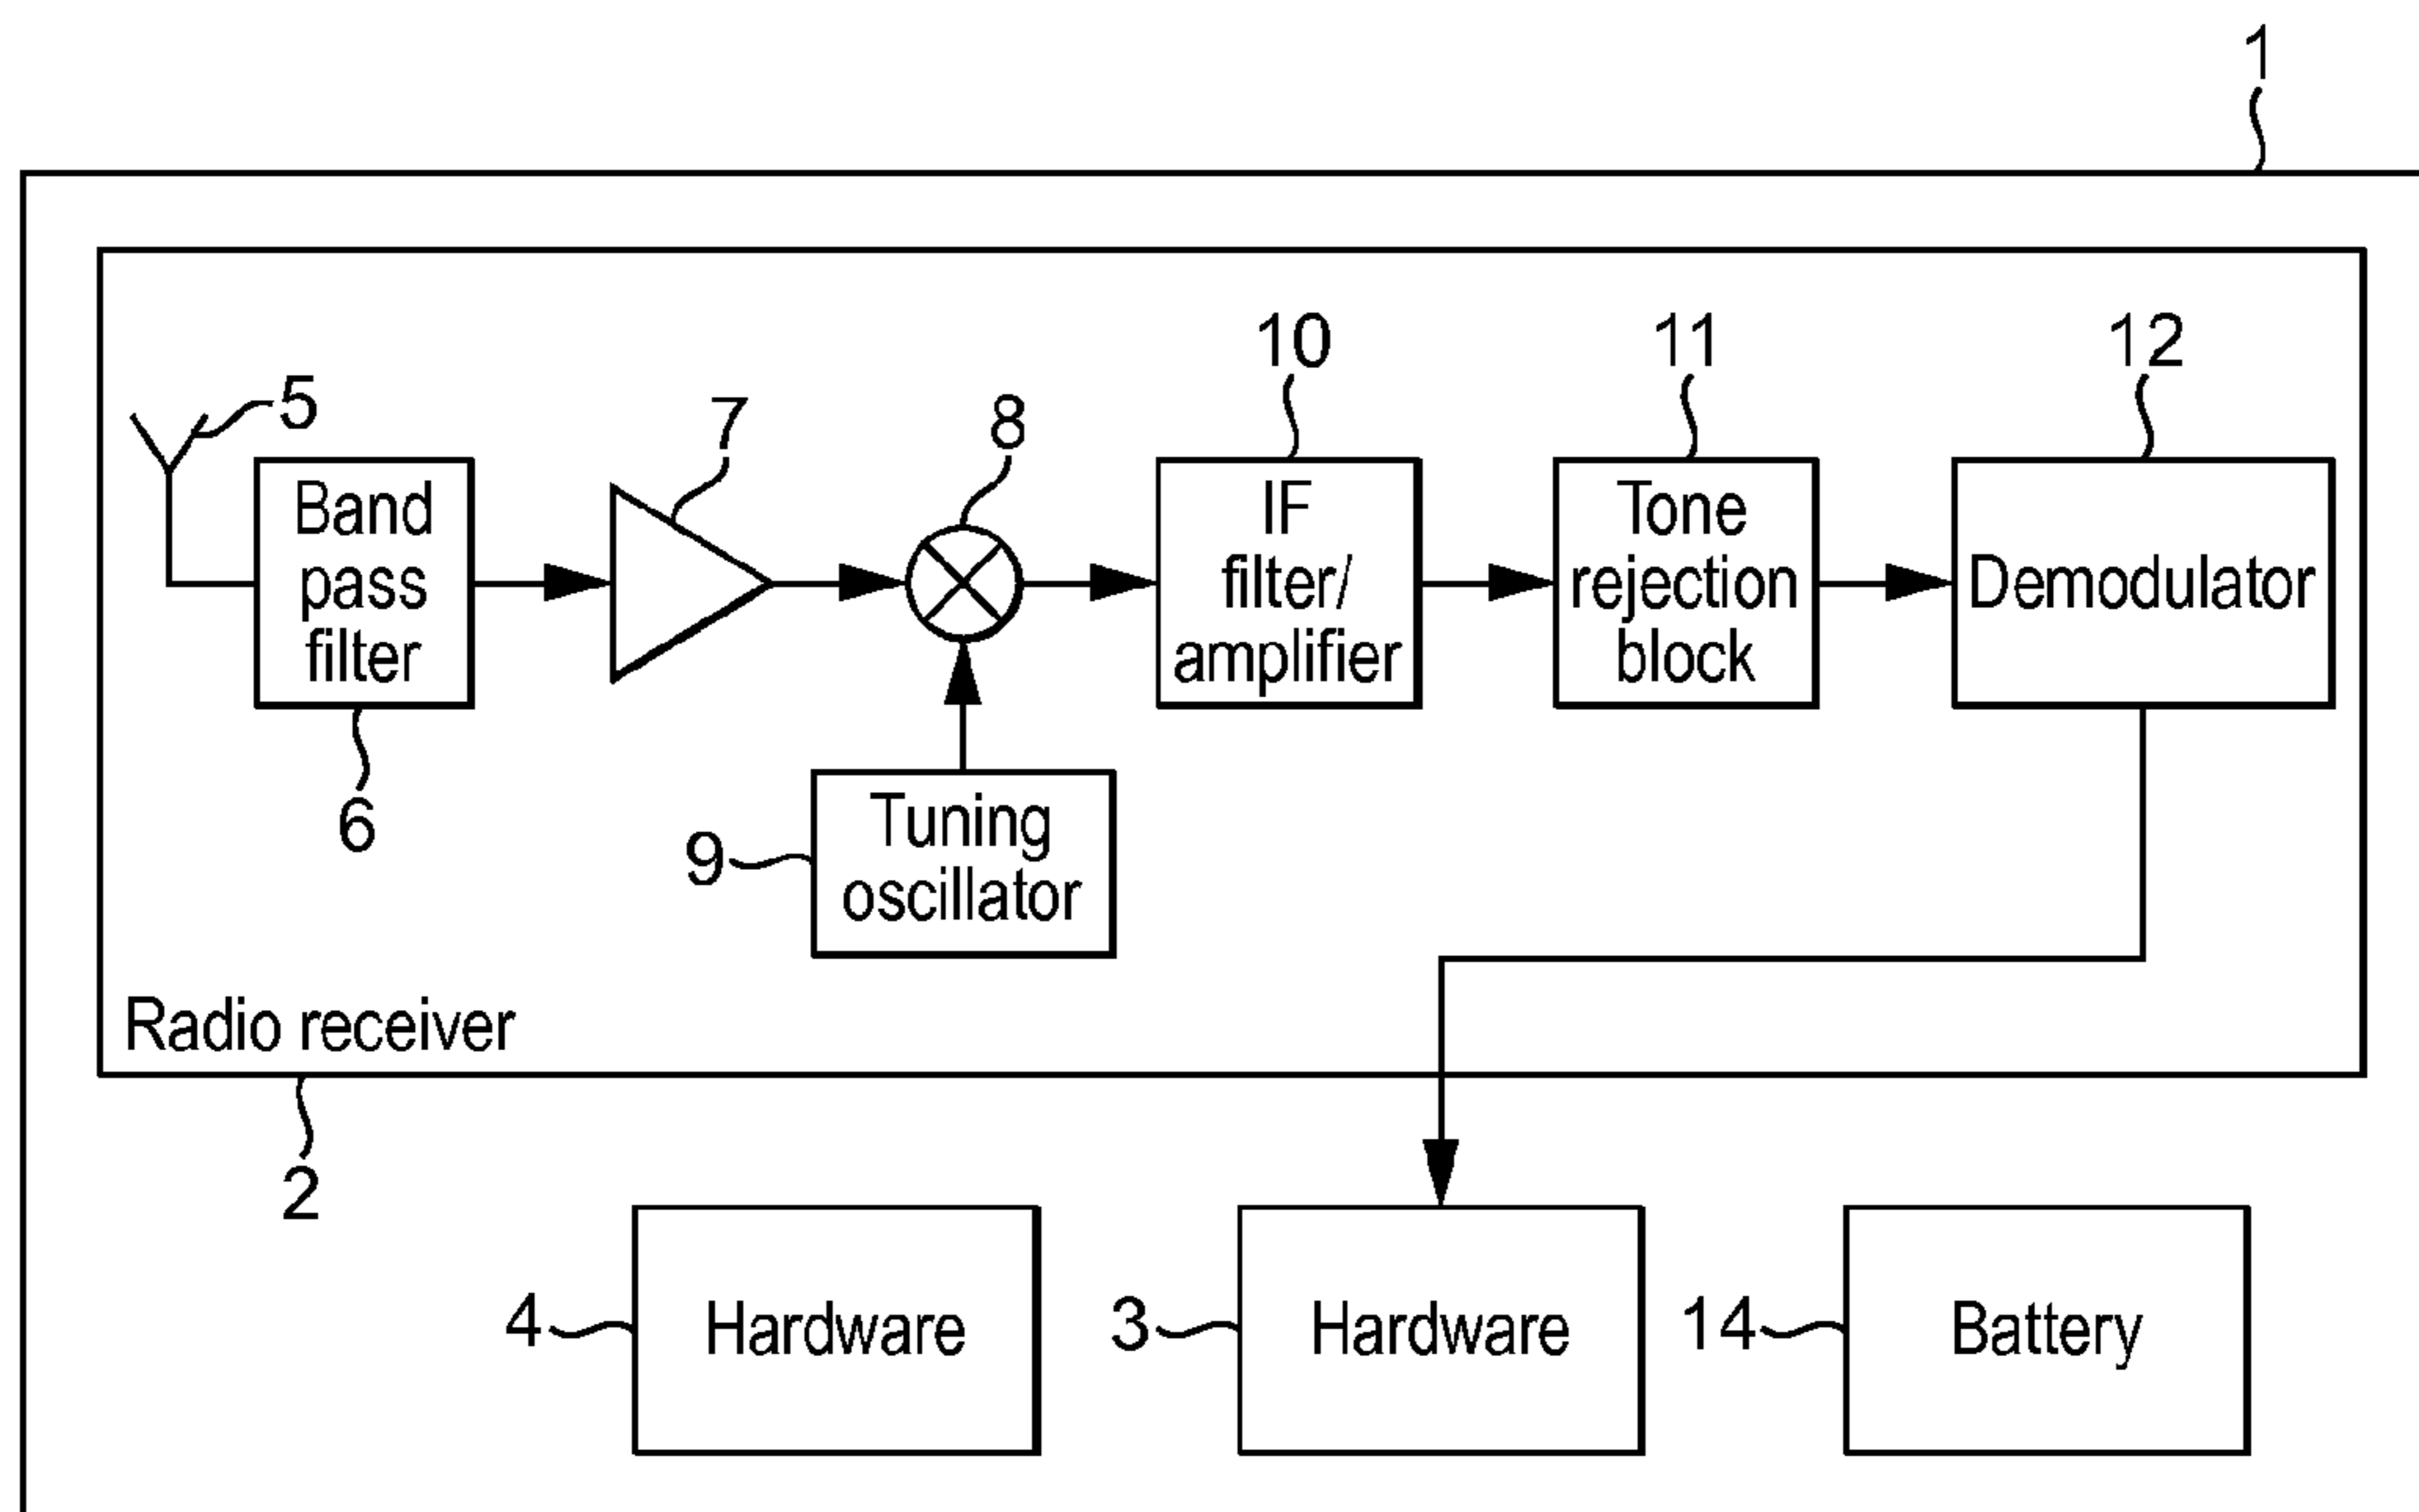 1
10
11
12
5
7
8
Band
pass
filter
IF
filter/
amplifier
Tone
rejection
block
Demodulator
6
9
Tuning
oscillator
Radio receiver
2
4
Hardware
3
Hardware
14
Battery